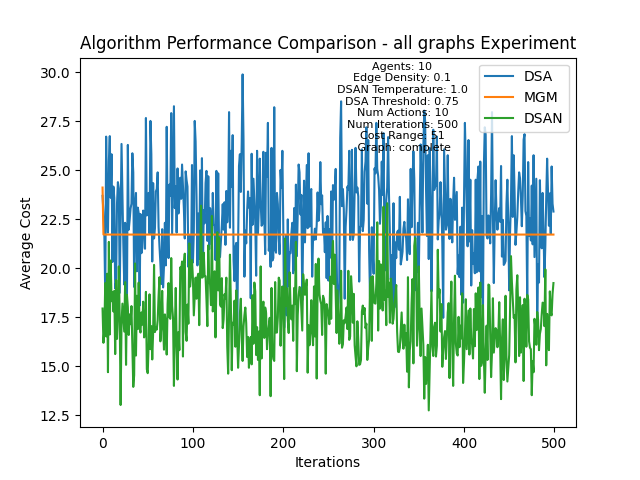 Algorithm Performance Comparison - all graphs Experiment
Agents: 10
Edge Density: 0.1
DSAN Temperature: 1.0
DSA Threshold: 0.75
Num Actions: 10
Num Iterations: 500
Cost Range: 51
Graph: complete
DSA
MGM
DSAN
30.0
27.5
25.0
22.5
20.0
17.5
15.0
12.5
Average Cost
0
100
200
300
400
500
Iterations